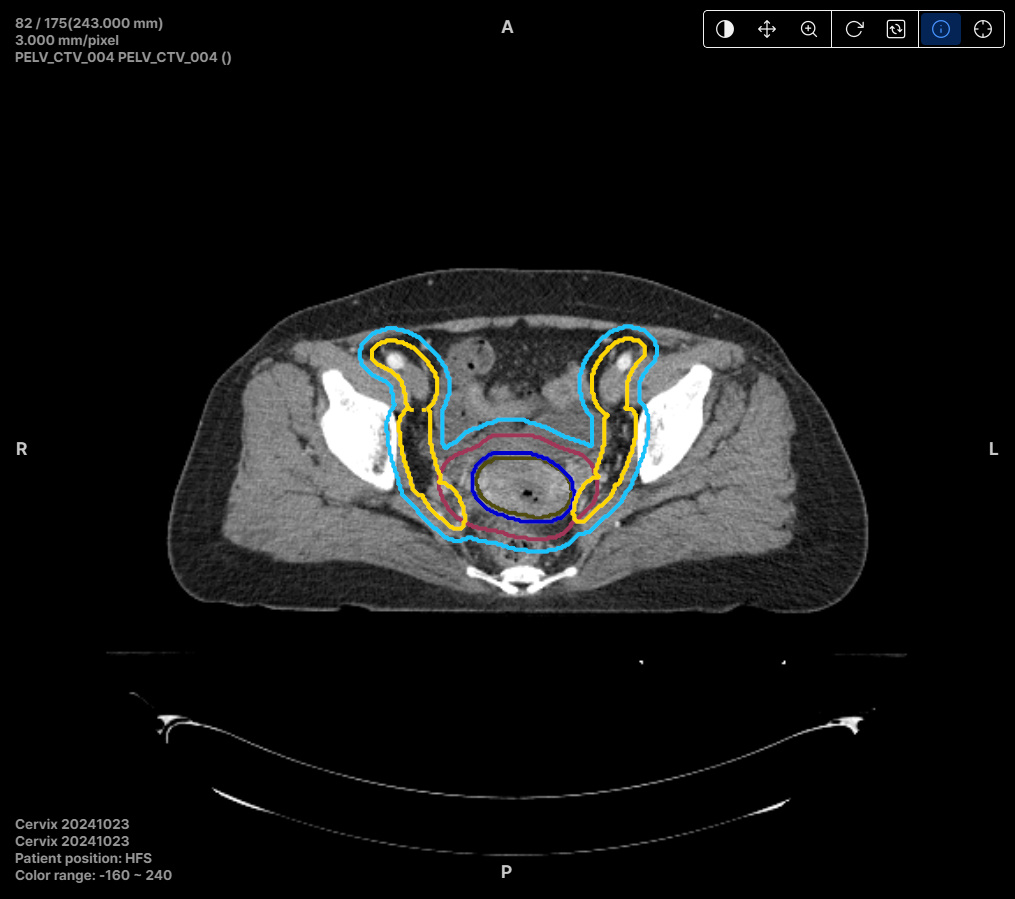 82 / 175(243.000 mm)
3.000 mm/pixel
PELV_CTV_004 PELV_CTV_004 ()
A
R
L
Cervix 20241023
Cervix 20241023
Patient position: HFS
Color range: -160 ~ 240
P